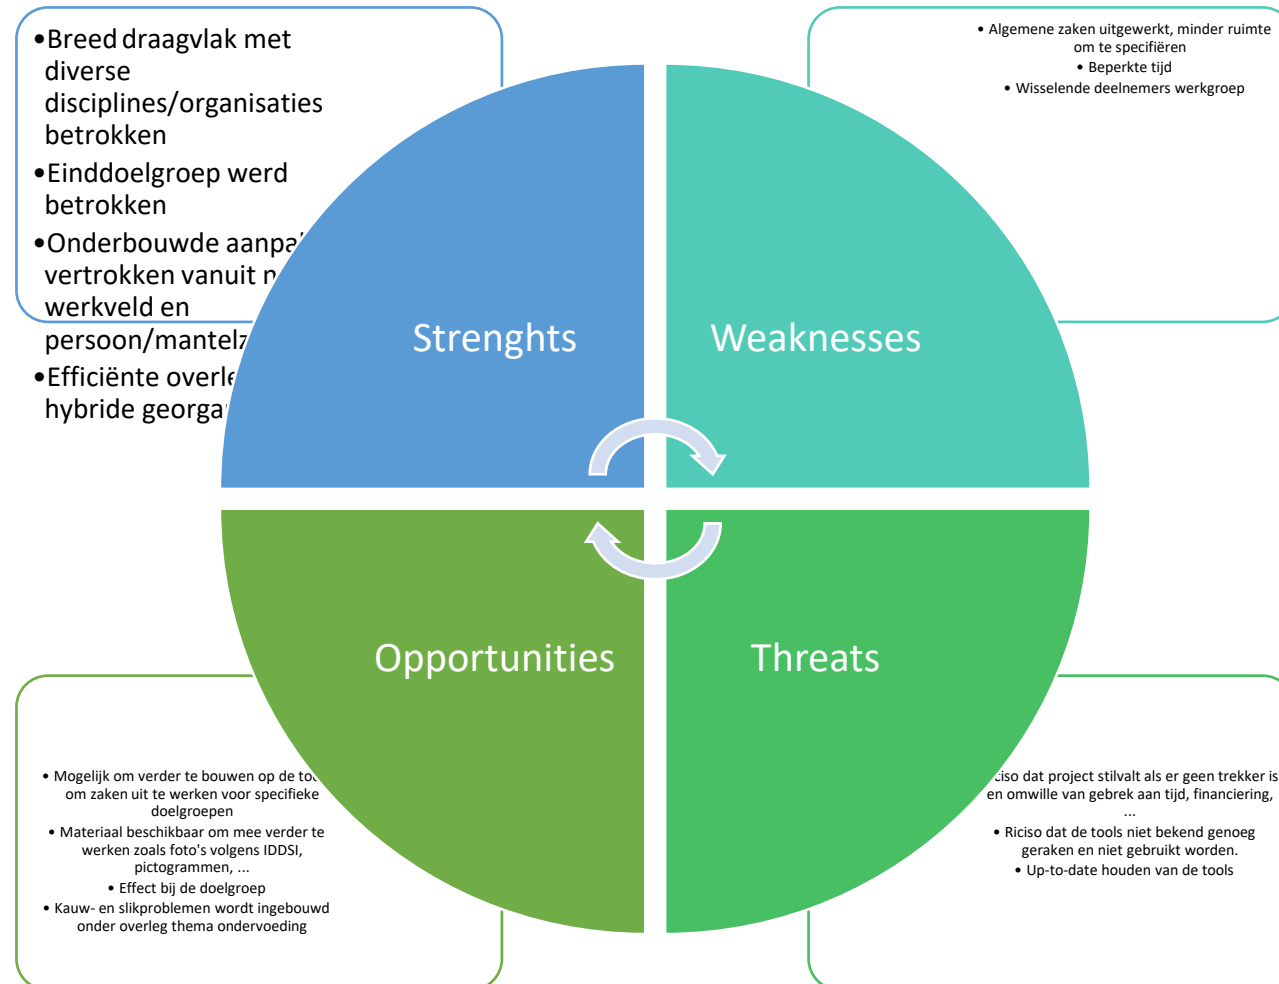 •Breed draagvlak met
diverse
disciplines/organisaties
betrokken
•Einddoelgroep werd
betrokken
•Onderbouwde
vertrokken vanuit
werkveld en
•Efficiënte
hybride
• Algemene zaken uitgewerkt, minder ruimte
om te specifiëren
• Beperkte tijd
• Wisselende deelnemers werkgroep
Strenghts
Weaknesses
Opportunities
Threats
• Mogelijk om verder te bouwen op de
om zaken uit te werken voor specifieke
doelgroepen
• Materiaal beschikbaar om mee verder te
werken zoals foto's volgens IDDSI,
pictogrammen, ...
• Effect bij de doelgroep
• Kauw- en slikproblemen wordt ingebouwd
onder overleg thema ondervoeding
dat project stilvalt als er geen trekker is
en omwille van gebrek aan tijd, financiering,
...
• Riciso dat de tools niet bekend genoeg
geraken en niet gebruikt worden.
• Up-to-date houden van de tools